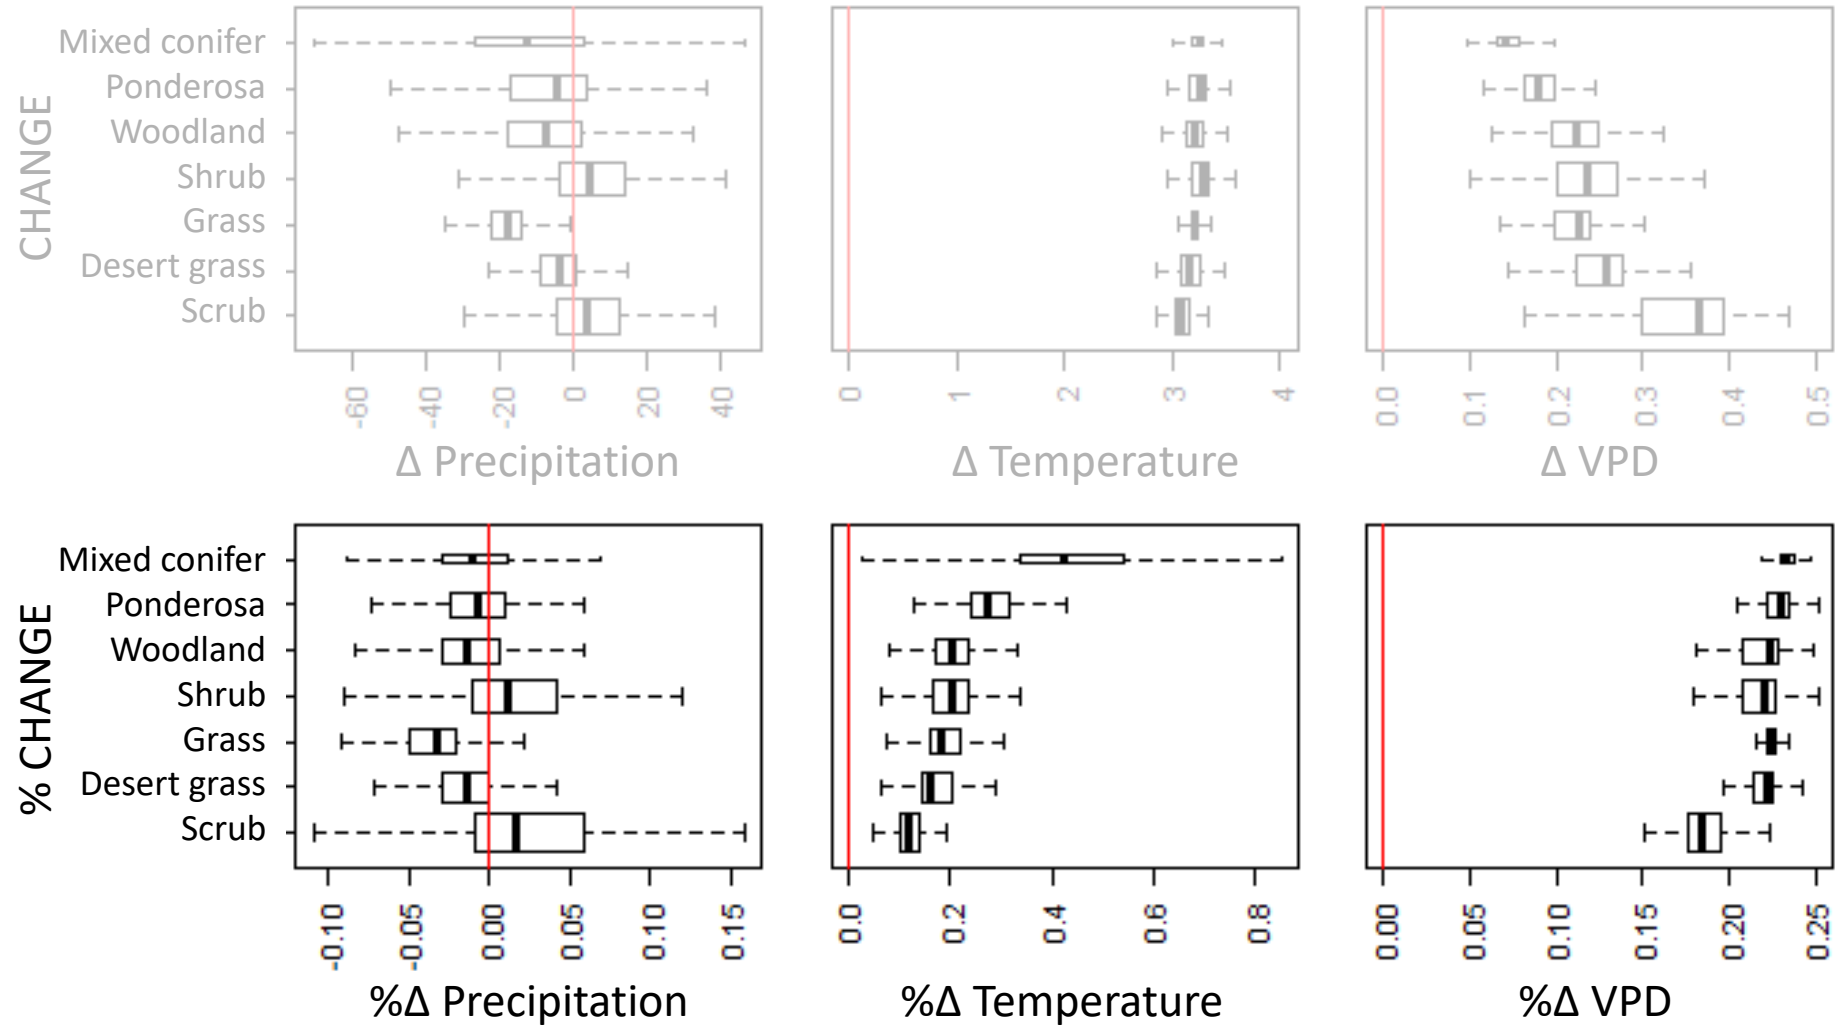 CHANGE
Mixed conifer
Ponderosa
Woodland
Shrub
Grass
Desert grass
Scrub
-60 -40 -20 0 20 40
0 1 2 3 4
0.0 0.1 0.2 0.3 0.4 0.5
Δ Precipitation
Δ Temperature
Δ VPD
% CHANGE
Mixed conifer
Ponderosa
Woodland
Shrub
Grass
Desert grass
Scrub
-0.10 -0.05 0.00 0.05 0.10 0.15
0.0 0.2 0.4 0.6 0.8
0.00 0.05 0.10 0.15 0.20 0.25
%Δ Precipitation
%Δ Temperature
%Δ VPD